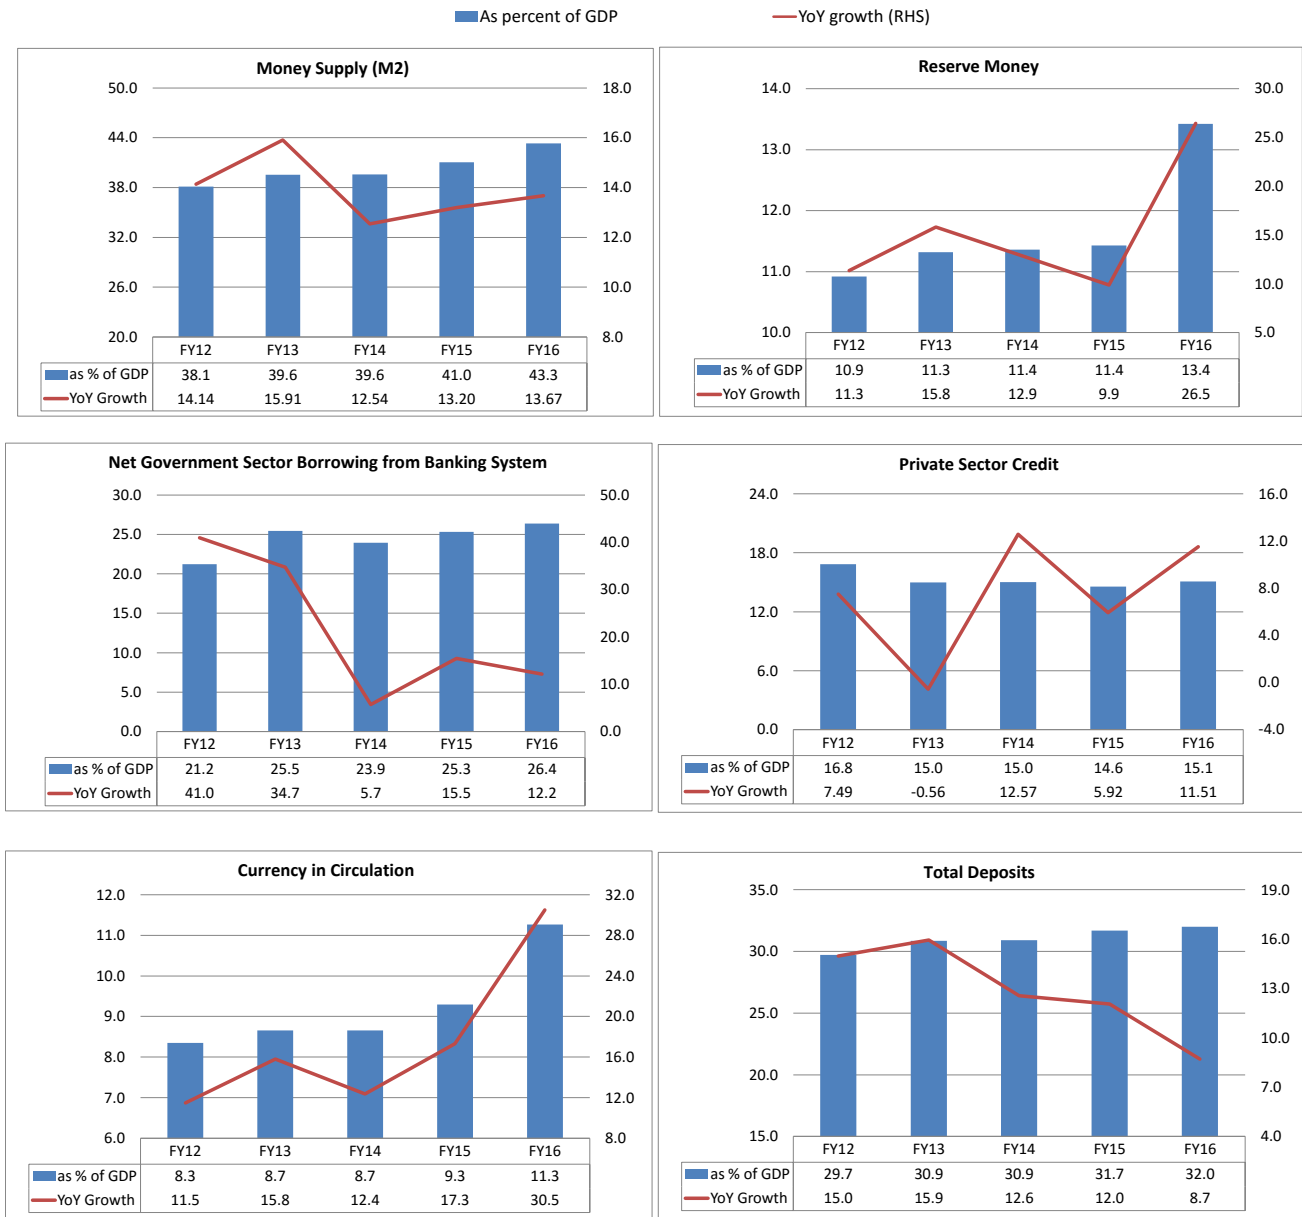 As percent of GDP YoY growth (RHS)
Money Supply (M2)
50.0 18.0
44.0 16.0
38.0 14.0
32.0 12.0
26.0 10.0
20.0 8.0
FY12 FY13 FY14 FY15 FY16
as % of GDP 38.1 39.6 39.6 41.0 43.3
YoY Growth 14.14 15.91 12.54 13.20 13.67
Reserve Money
14.0 30.0
25.0
13.0
20.0
12.0
15.0
11.0
10.0
10.0 5.0
FY12 FY13 FY14 FY15 FY16
as % of GDP 10.9 11.3 11.4 11.4 13.4
YoY Growth 11.3 15.8 12.9 9.9 26.5
Net Government Sector Borrowing from Banking System
30.0 50.0
25.0 40.0
20.0
30.0
15.0
20.0
10.0
5.0 10.0
0.0 0.0
FY12 FY13 FY14 FY15 FY16
as % of GDP 21.2 25.5 23.9 25.3 26.4
YoY Growth 41.0 34.7 5.7 15.5 12.2
Private Sector Credit
24.0 16.0
18.0 12.0
8.0
12.0
4.0
6.0 0.0
0.0 -4.0
FY12 FY13 FY14 FY15 FY16
as % of GDP 16.8 15.0 15.0 14.6 15.1
YoY Growth 7.49 -0.56 12.57 5.92 11.51
Currency in Circulation
12.0 32.0
11.0 28.0
10.0 24.0
9.0 20.0
8.0 16.0
7.0 12.0
6.0 8.0
FY12 FY13 FY14 FY15 FY16
as % of GDP 8.3 8.7 8.7 9.3 11.3
YoY Growth 11.5 15.8 12.4 17.3 30.5
Total Deposits
35.0 19.0
30.0 16.0
25.0 13.0
20.0 10.0
7.0
15.0 4.0
FY12 FY13 FY14 FY15 FY16
as % of GDP 29.7 30.9 30.9 31.7 32.0
YoY Growth 15.0 15.9 12.6 12.0 8.7